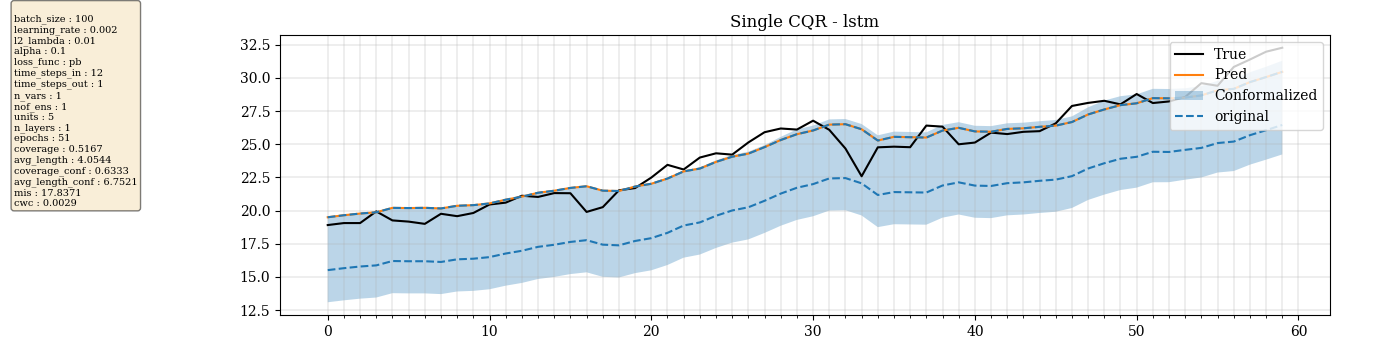 batch_size : 100
learning_rate : 0.002
l2_lambda : 0.01
alpha : 0.1
loss_func : pb
time_steps_in : 12
time_steps_out : 1
n_vars : 1
nof_ens : 1
units : 5
n_layers : 1
epochs : 51
coverage : 0.5167
avg_length : 4.0544
coverage_conf : 0.6333
avg_length_conf : 6.7521
mis : 17.8371
cwc : 0.0029
Single CQR - lstm
32.5
30.0
27.5
25.0
22.5
20.0
17.5
15.0
12.5
0 10 20 30 40 50 60
True
Pred
Conformalized
original